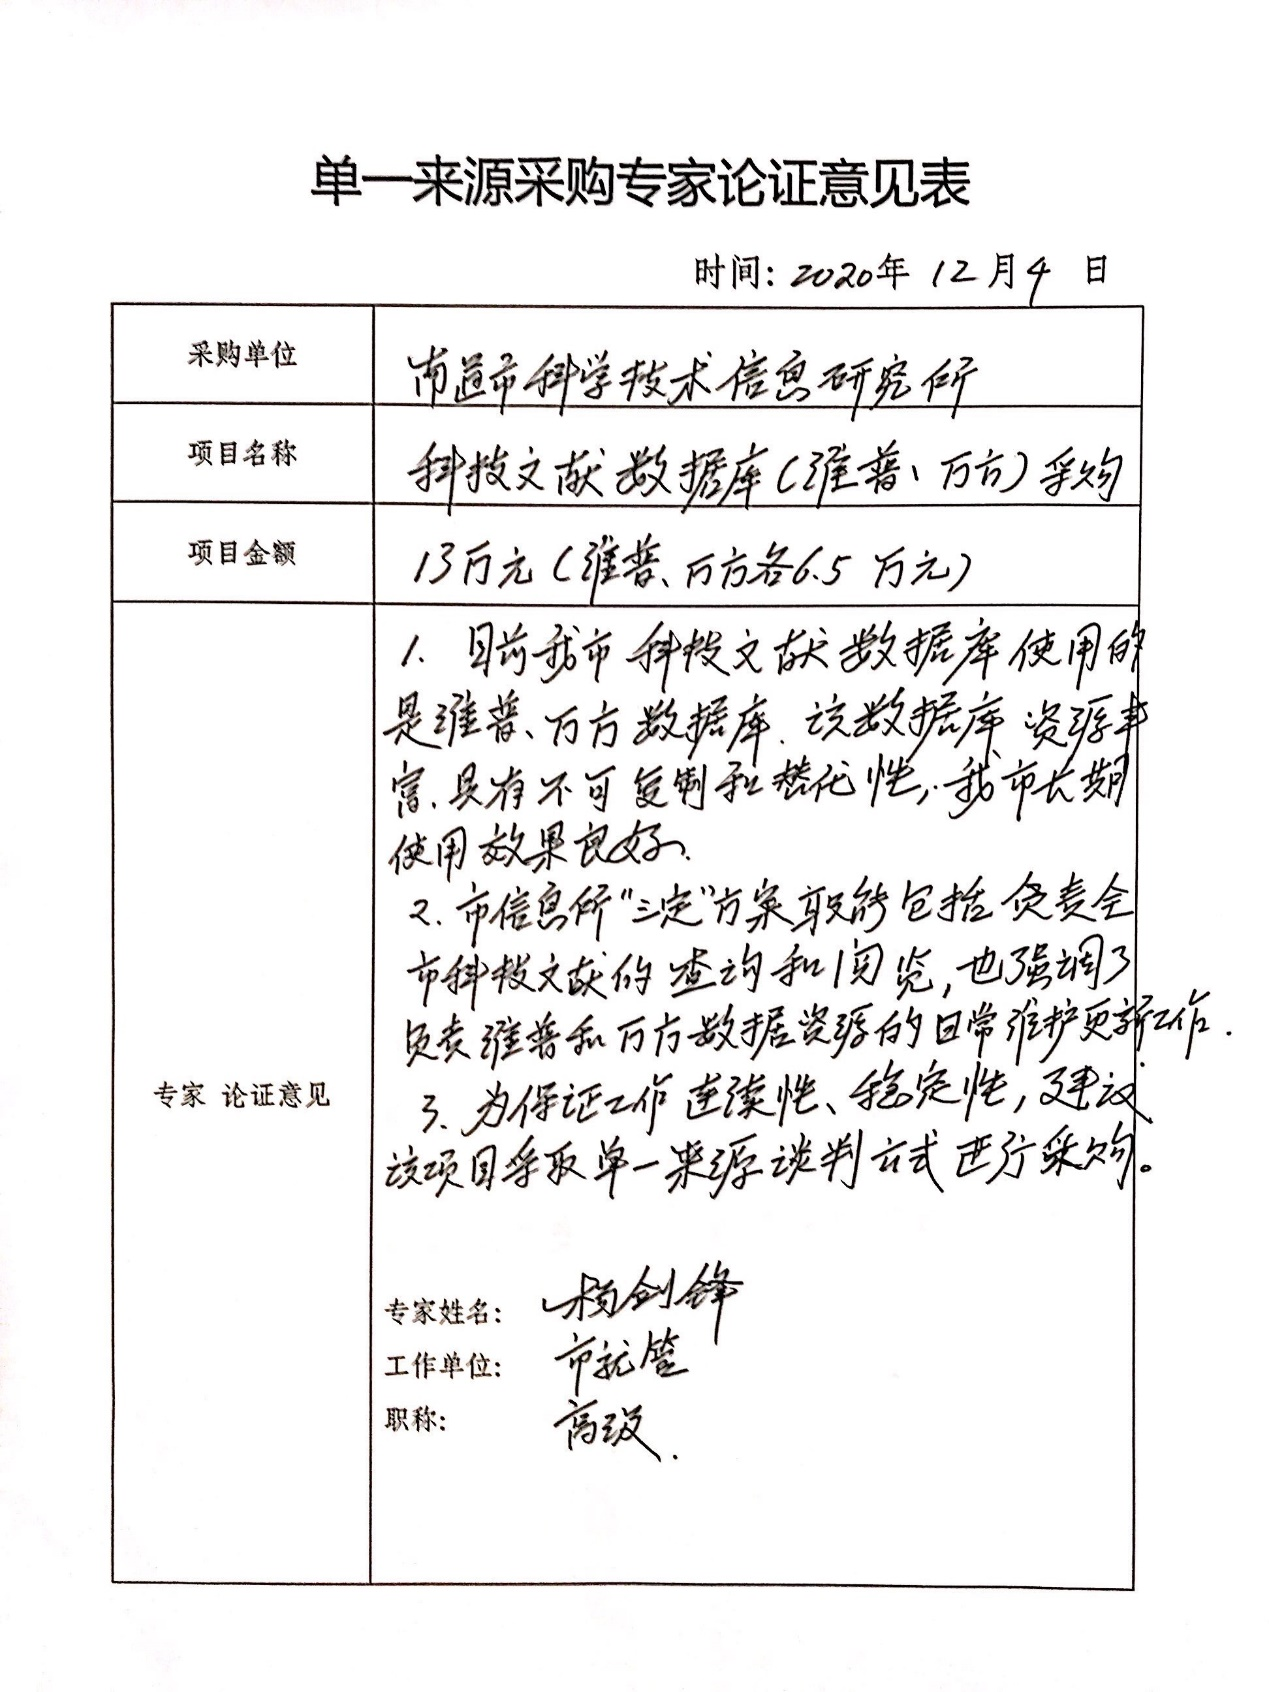 单一来源采购专家论证意见表
时间：2020年 12月4 日
采购单位
南通市科学技术信息研究所
项目名称
科技文献数据库（维普、万方）采购
项目金额
13万元（维普、万方各6.5 万元）
专家 论证意见
1. 目前我市科技文献数据库使用的
是维普、万方数据库. 该数据库资源丰
富、具有不可复制和替代性，我市长期
使用效果良好.
2. 市信息所“三定”方案职能包括负责全
市科技文献的查询和阅览，也强调了
负责维普和万方数据资源的日常维护更新工作.
3. 为保证工作连续性、稳定性，建议
该项目采取单一来源谈判方式进行采购。
专家姓名： 杨剑锋
工作单位： 市就管
职称： 高级.